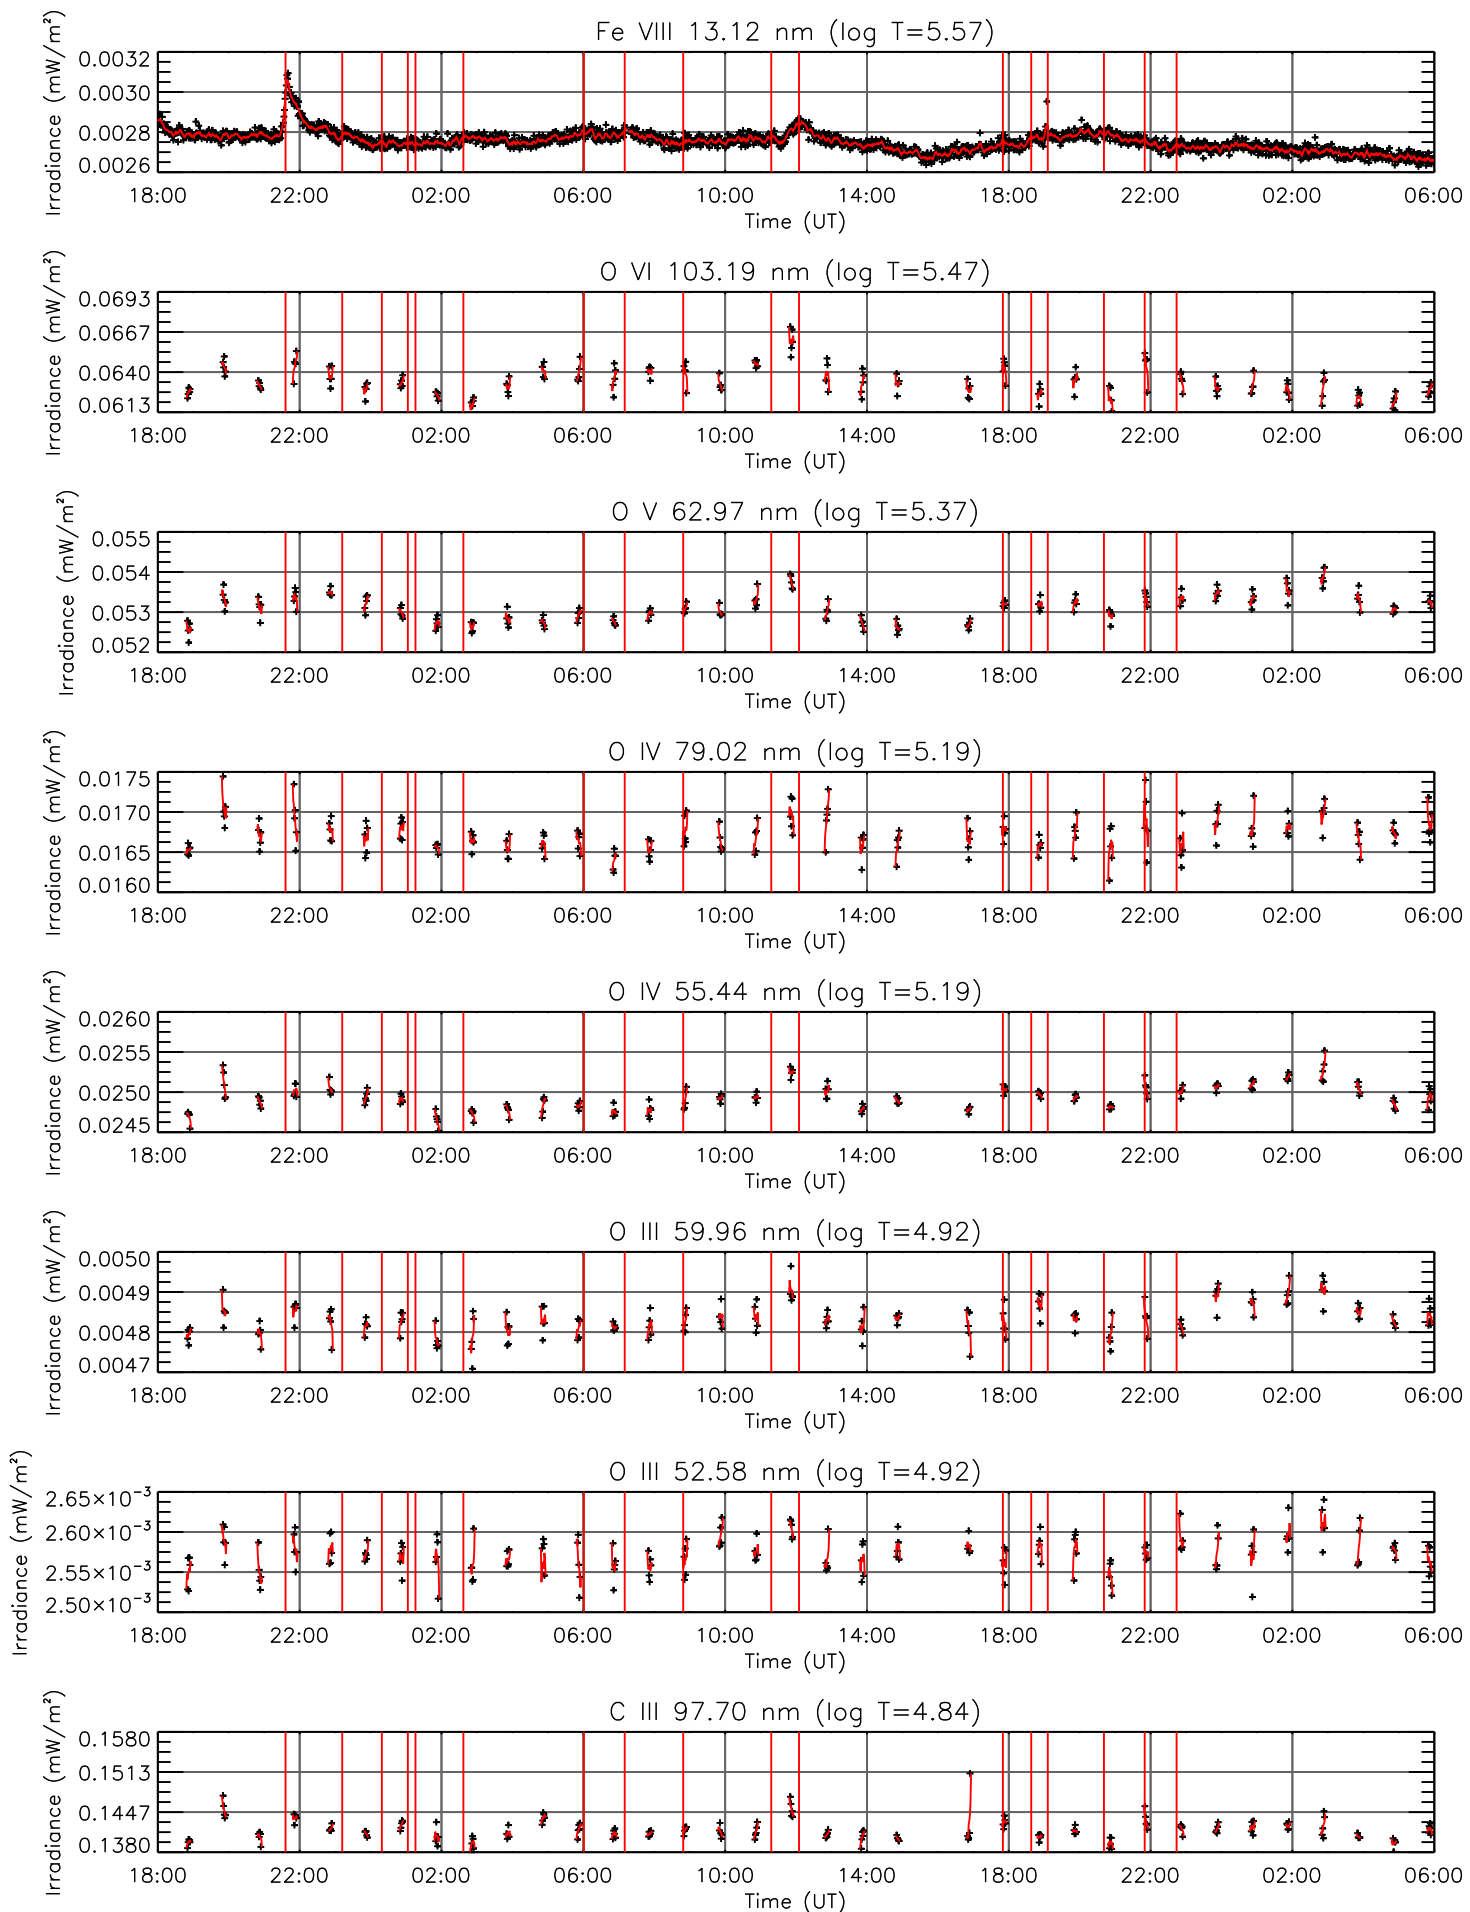 Fe VIII 13.12 nm (log T=5.57)
Irradiance (mW/m²)
0.0032
0.0030
0.0028
0.0026
18:00 22:00 02:00 06:00 10:00 14:00 18:00 22:00 02:00 06:00
Time (UT)
O VI 103.19 nm (log T=5.47)
Irradiance (mW/m²)
0.0693
0.0667
0.0640
0.0613
18:00 22:00 02:00 06:00 10:00 14:00 18:00 22:00 02:00 06:00
Time (UT)
O V 62.97 nm (log T=5.37)
Irradiance (mW/m²)
0.055
0.054
0.053
0.052
18:00 22:00 02:00 06:00 10:00 14:00 18:00 22:00 02:00 06:00
Time (UT)
O IV 79.02 nm (log T=5.19)
Irradiance (mW/m²)
0.0175
0.0170
0.0165
0.0160
18:00 22:00 02:00 06:00 10:00 14:00 18:00 22:00 02:00 06:00
Time (UT)
O IV 55.44 nm (log T=5.19)
Irradiance (mW/m²)
0.0260
0.0255
0.0250
0.0245
18:00 22:00 02:00 06:00 10:00 14:00 18:00 22:00 02:00 06:00
Time (UT)
O III 59.96 nm (log T=4.92)
Irradiance (mW/m²)
0.0050
0.0049
0.0048
0.0047
18:00 22:00 02:00 06:00 10:00 14:00 18:00 22:00 02:00 06:00
Time (UT)
O III 52.58 nm (log T=4.92)
Irradiance (mW/m²)
2.65×10⁻³
2.60×10⁻³
2.55×10⁻³
2.50×10⁻³
18:00 22:00 02:00 06:00 10:00 14:00 18:00 22:00 02:00 06:00
Time (UT)
C III 97.70 nm (log T=4.84)
Irradiance (mW/m²)
0.1580
0.1513
0.1447
0.1380
18:00 22:00 02:00 06:00 10:00 14:00 18:00 22:00 02:00 06:00
Time (UT)